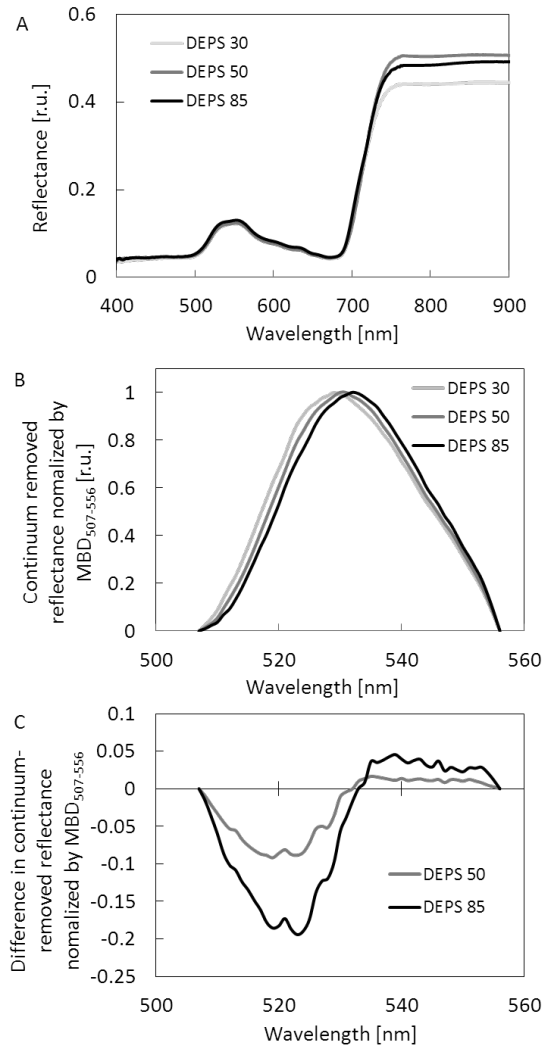 A
DEPS 30
DEPS 50
DEPS 85
Reflectance [r.u.]
0.6
0.4
0.2
0
400
500
600
700
800
900
Wavelength [nm]
B
DEPS 30
DEPS 50
DEPS 85
Continuum removed
reflectance nomalized by
MBD507-556 [r.u.]
1
0.8
0.6
0.4
0.2
0
500
520
540
560
Wavelength [nm]
C
Difference in continuum-
removed reflectance
nomalized by MBD507-556
0.1
0.05
0
-0.05
-0.1
-0.15
-0.2
-0.25
DEPS 50
DEPS 85
500
520
540
560
Wavelength [nm]